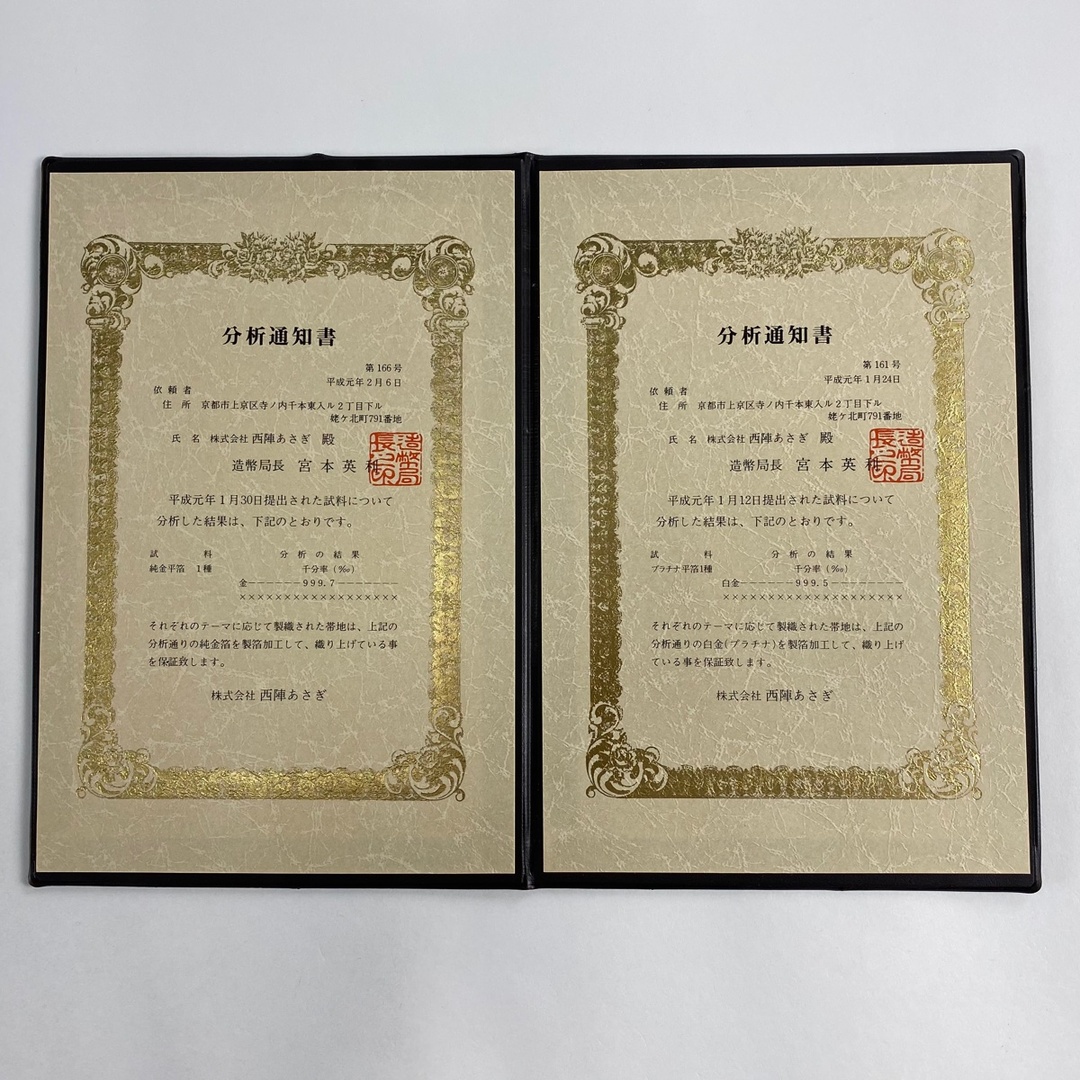 分析通知書
第166号
平成元年2月6日
依頼者
住所 京都市上京区寺ノ内千本東入ル2丁目下ル
姥ケ北町791番地
氏名 株式会社 西陣あさぎ 殿
造幣局長 宮本英利
造幣局長之印
平成元年1月30日提出された試料について
分析した結果は、下記のとおりです。
試料 分析の結果
純金平箔 1種 千分率(‰)
金――――――999.7―――――――
××××××××××××××××××
それぞれのテーマに応じて製織された帯地は、上記の
分析通りの純金箔を製箔加工して、織り上げている事
を保証致します。
株式会社 西陣あさぎ
分析通知書
第161号
平成元年1月24日
依頼者
住所 京都市上京区寺ノ内千本東入ル2丁目下ル
姥ケ北町791番地
氏名 株式会社 西陣あさぎ 殿
造幣局長 宮本英利
造幣局長之印
平成元年1月12日提出された試料について
分析した結果は、下記のとおりです。
試料 分析の結果
プラチナ平箔1種 千分率(‰)
白金――――――999.5―――――――
××××××××××××××××××
それぞれのテーマに応じて製織された帯地は、上記の
分析通りの白金(プラチナ)を製箔加工して、織り上げ
ている事を保証致します。
株式会社 西陣あさぎ